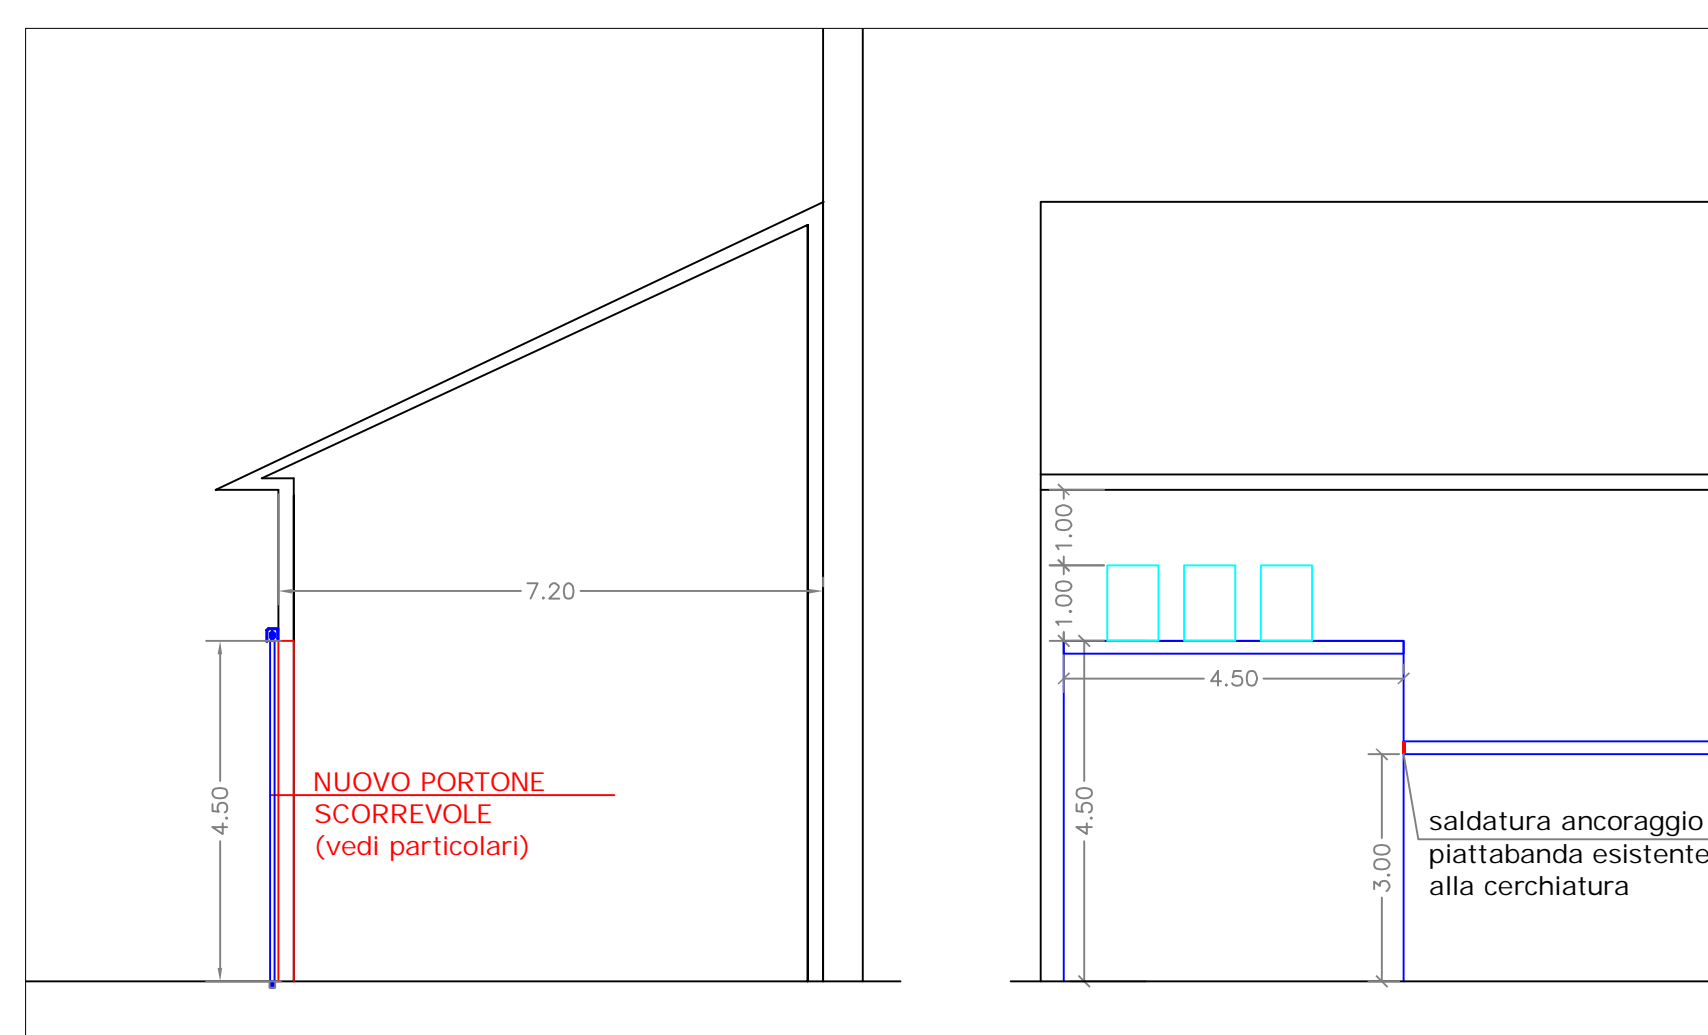 1.00
7.20
1.00
4.50
NUOVO PORTONE
SCORREVOLE
(vedi particolari)
4.50
4.50
3.00
saldatura ancoraggio
piattabanda esistente
alla cerchiatura